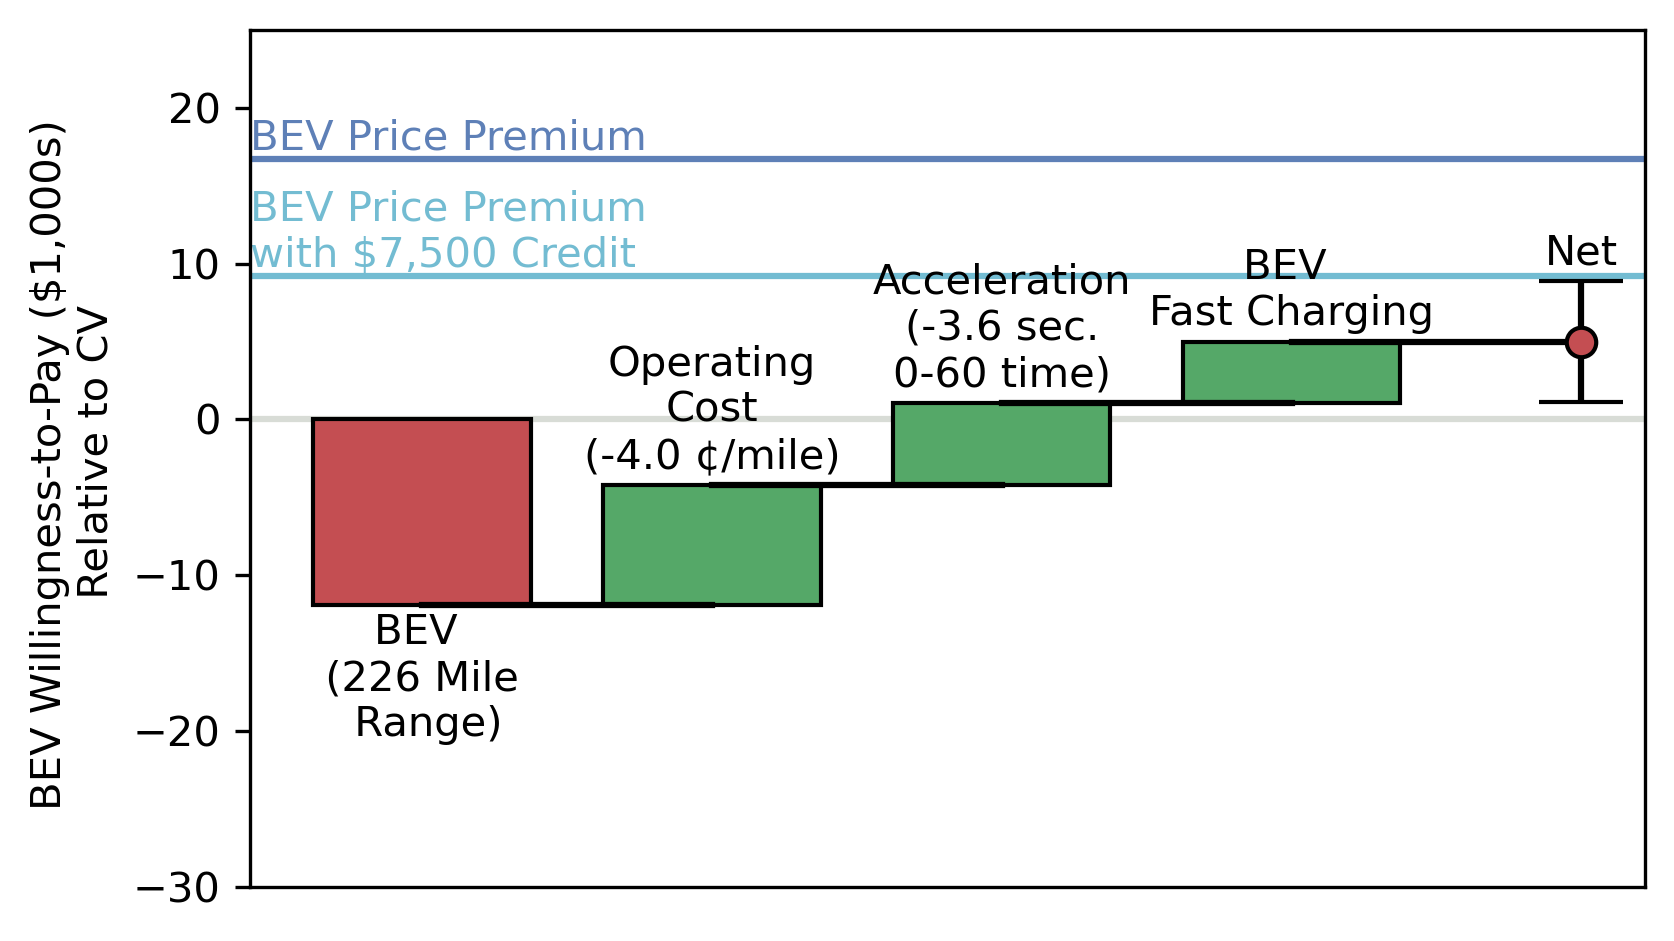 BEV Willingness-to-Pay ($1,000s)
Relative to CV
20
10
0
−10
−20
−30
BEV Price Premium
BEV Price Premium
with $7,500 Credit
BEV
(226 Mile
Range)
Operating
Cost
(-4.0 ¢/mile)
Acceleration
(-3.6 sec.
0-60 time)
BEV
Fast Charging
Net